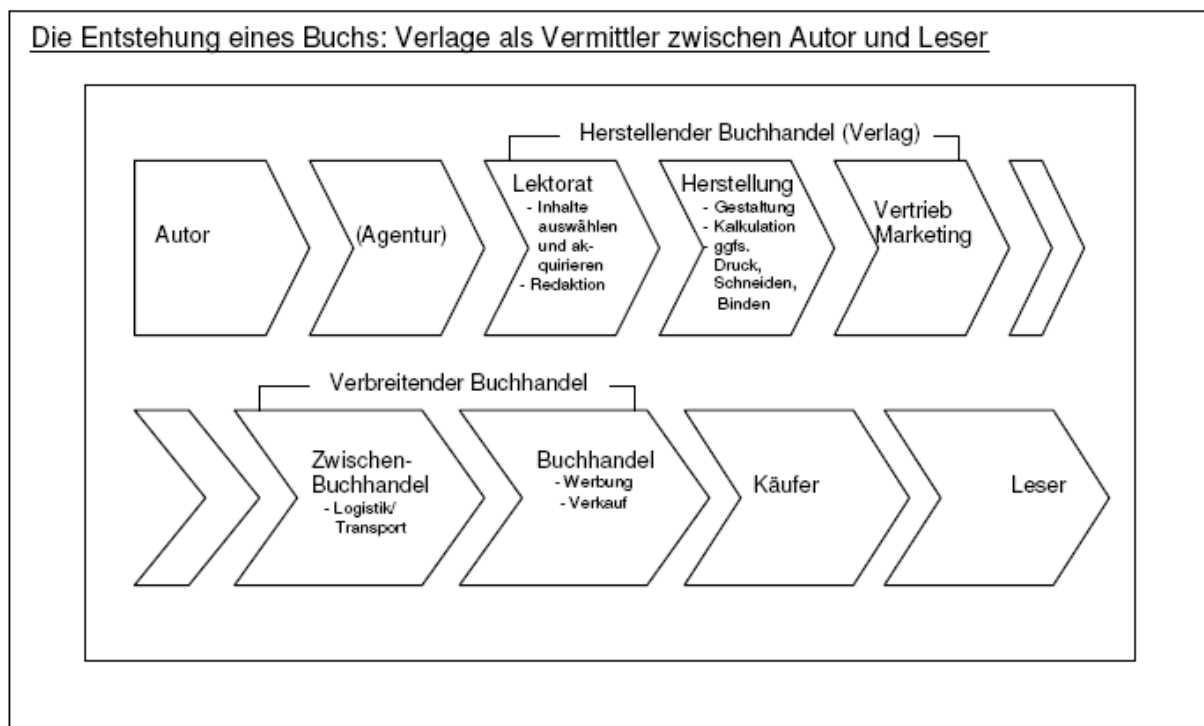 Die Entstehung eines Buchs: Verlage als Vermittler zwischen Autor und Leser
Herstellender Buchhandel (Verlag)
Autor
(Agentur)
Lektorat
- Inhalte
auswählen
und ak-
quirieren
- Redaktion
Herstellung
- Gestaltung
- Kalkulation
- ggfs.
Druck,
Schneiden,
Binden
Vertrieb
Marketing
Verbreitender Buchhandel
Zwischen-
Buchhandel
- Logistik/
Transport
Buchhandel
- Werbung
- Verkauf
Käufer
Leser